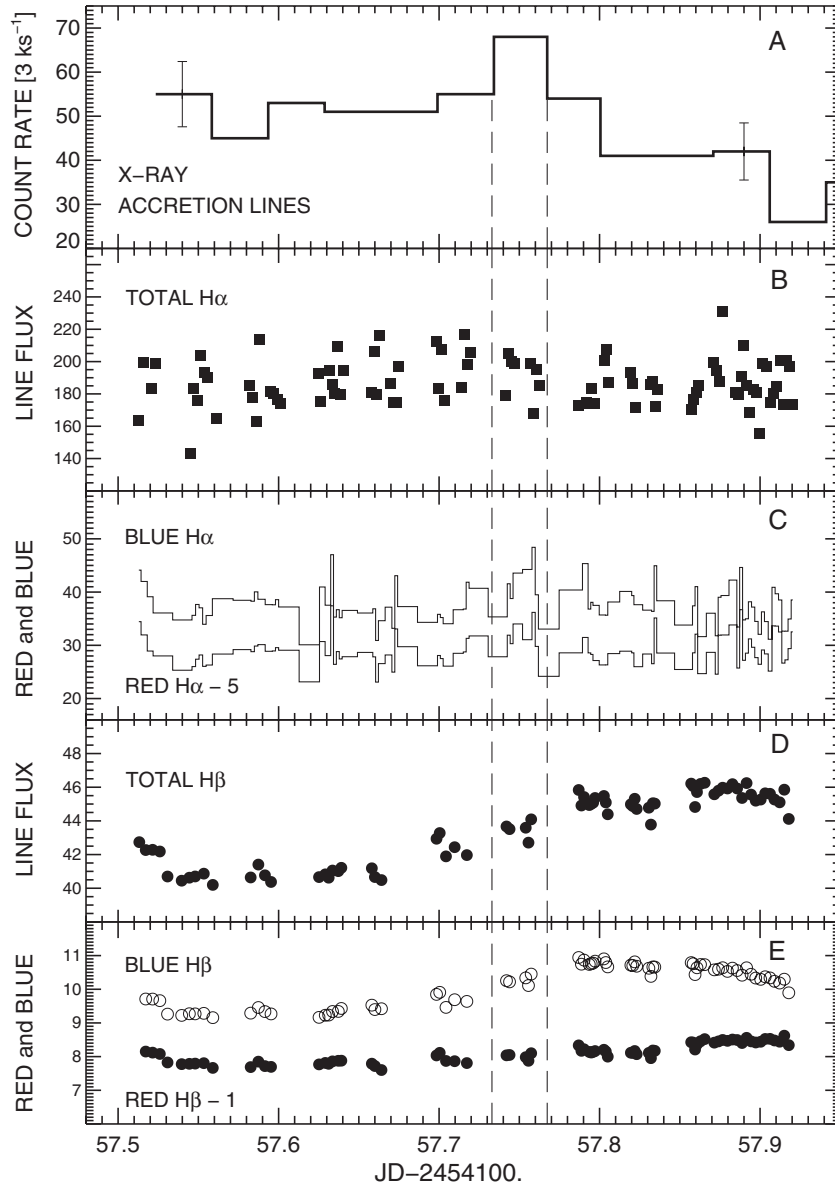 COUNT RATE [3 ks⁻¹]
70
60
50
40
30
20
A
X−RAY
ACCRETION LINES
LINE FLUX
240
220
200
180
160
140
TOTAL Hα
B
RED and BLUE
50
40
30
20
BLUE Hα
C
RED Hα − 5
LINE FLUX
48
46
44
42
40
TOTAL Hβ
D
RED and BLUE
11
10
9
8
7
BLUE Hβ
E
RED Hβ − 1
57.5 57.6 57.7 57.8 57.9
JD−2454100.